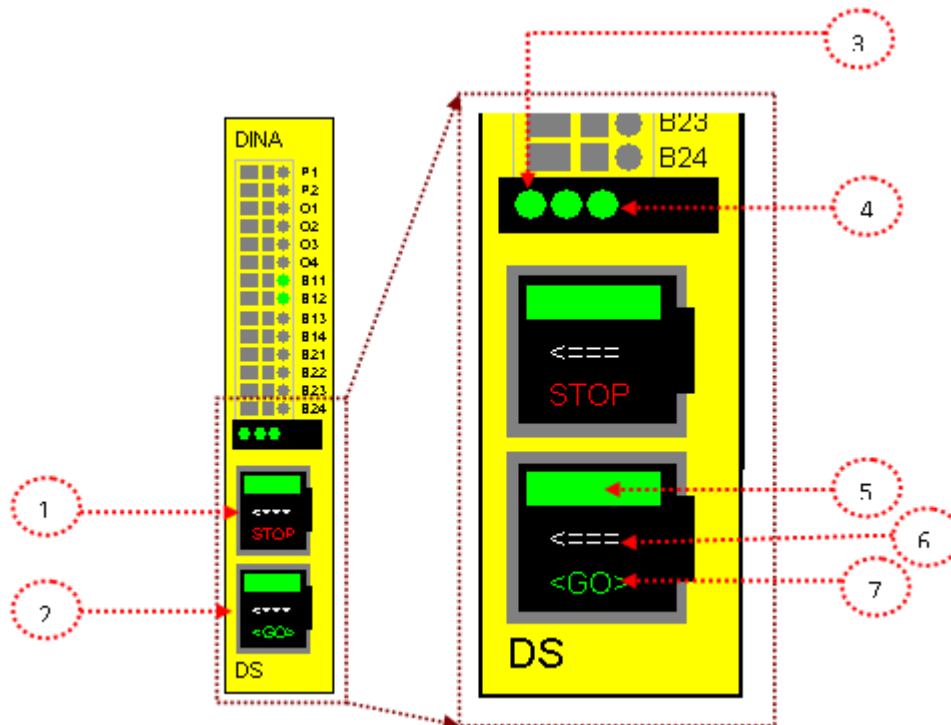 DINA
P1
P2
O1
O2
O3
O4
B11
B12
B13
B14
B21
B22
B23
B24
<===
STOP
<===
<GO>
DS
B23
B24
<===
STOP
<===
<GO>
DS
1
2
3
4
5
6
7